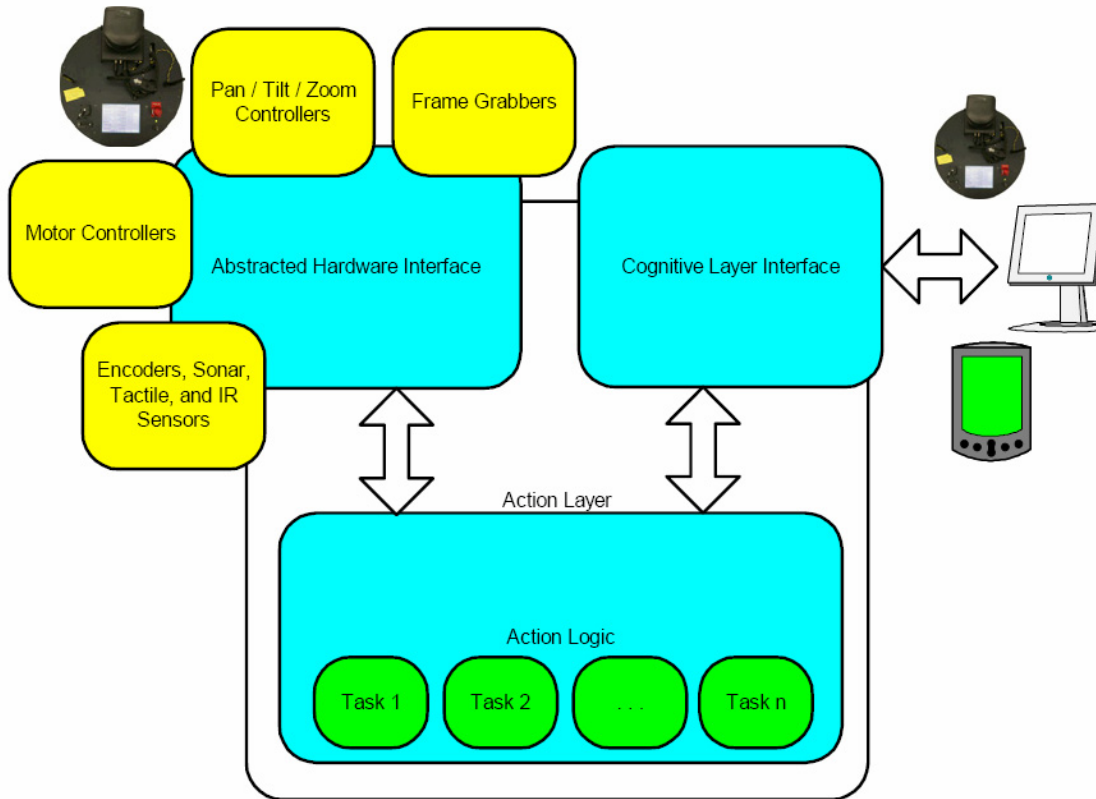 Pan / Tilt / Zoom
Controllers
Frame Grabbers
Motor Controllers
Abstracted Hardware Interface
Cognitive Layer Interface
Encoders, Sonar,
Tactile, and IR
Sensors
Action Layer
Action Logic
Task 1
Task 2
. . .
Task n